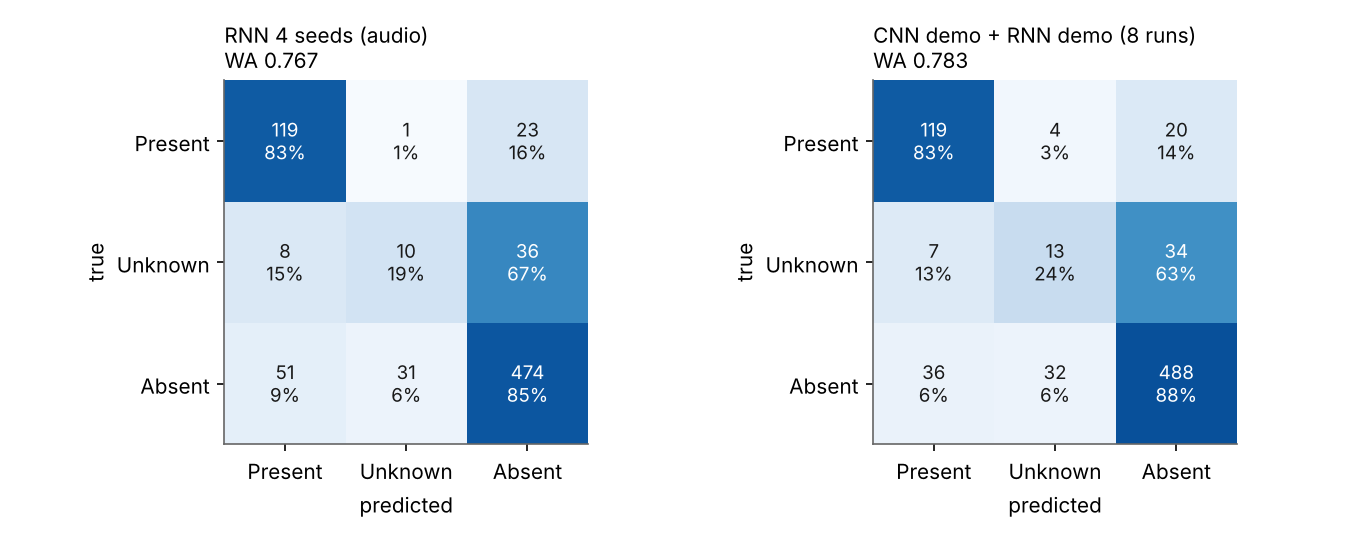 RNN 4 seeds (audio)
WA 0.767
true
Present
119
83%
1
1%
23
16%
Unknown
8
15%
10
19%
36
67%
Absent
51
9%
31
6%
474
85%
Present
Unknown
Absent
predicted
CNN demo + RNN demo (8 runs)
WA 0.783
true
Present
119
83%
4
3%
20
14%
Unknown
7
13%
13
24%
34
63%
Absent
36
6%
32
6%
488
88%
Present
Unknown
Absent
predicted